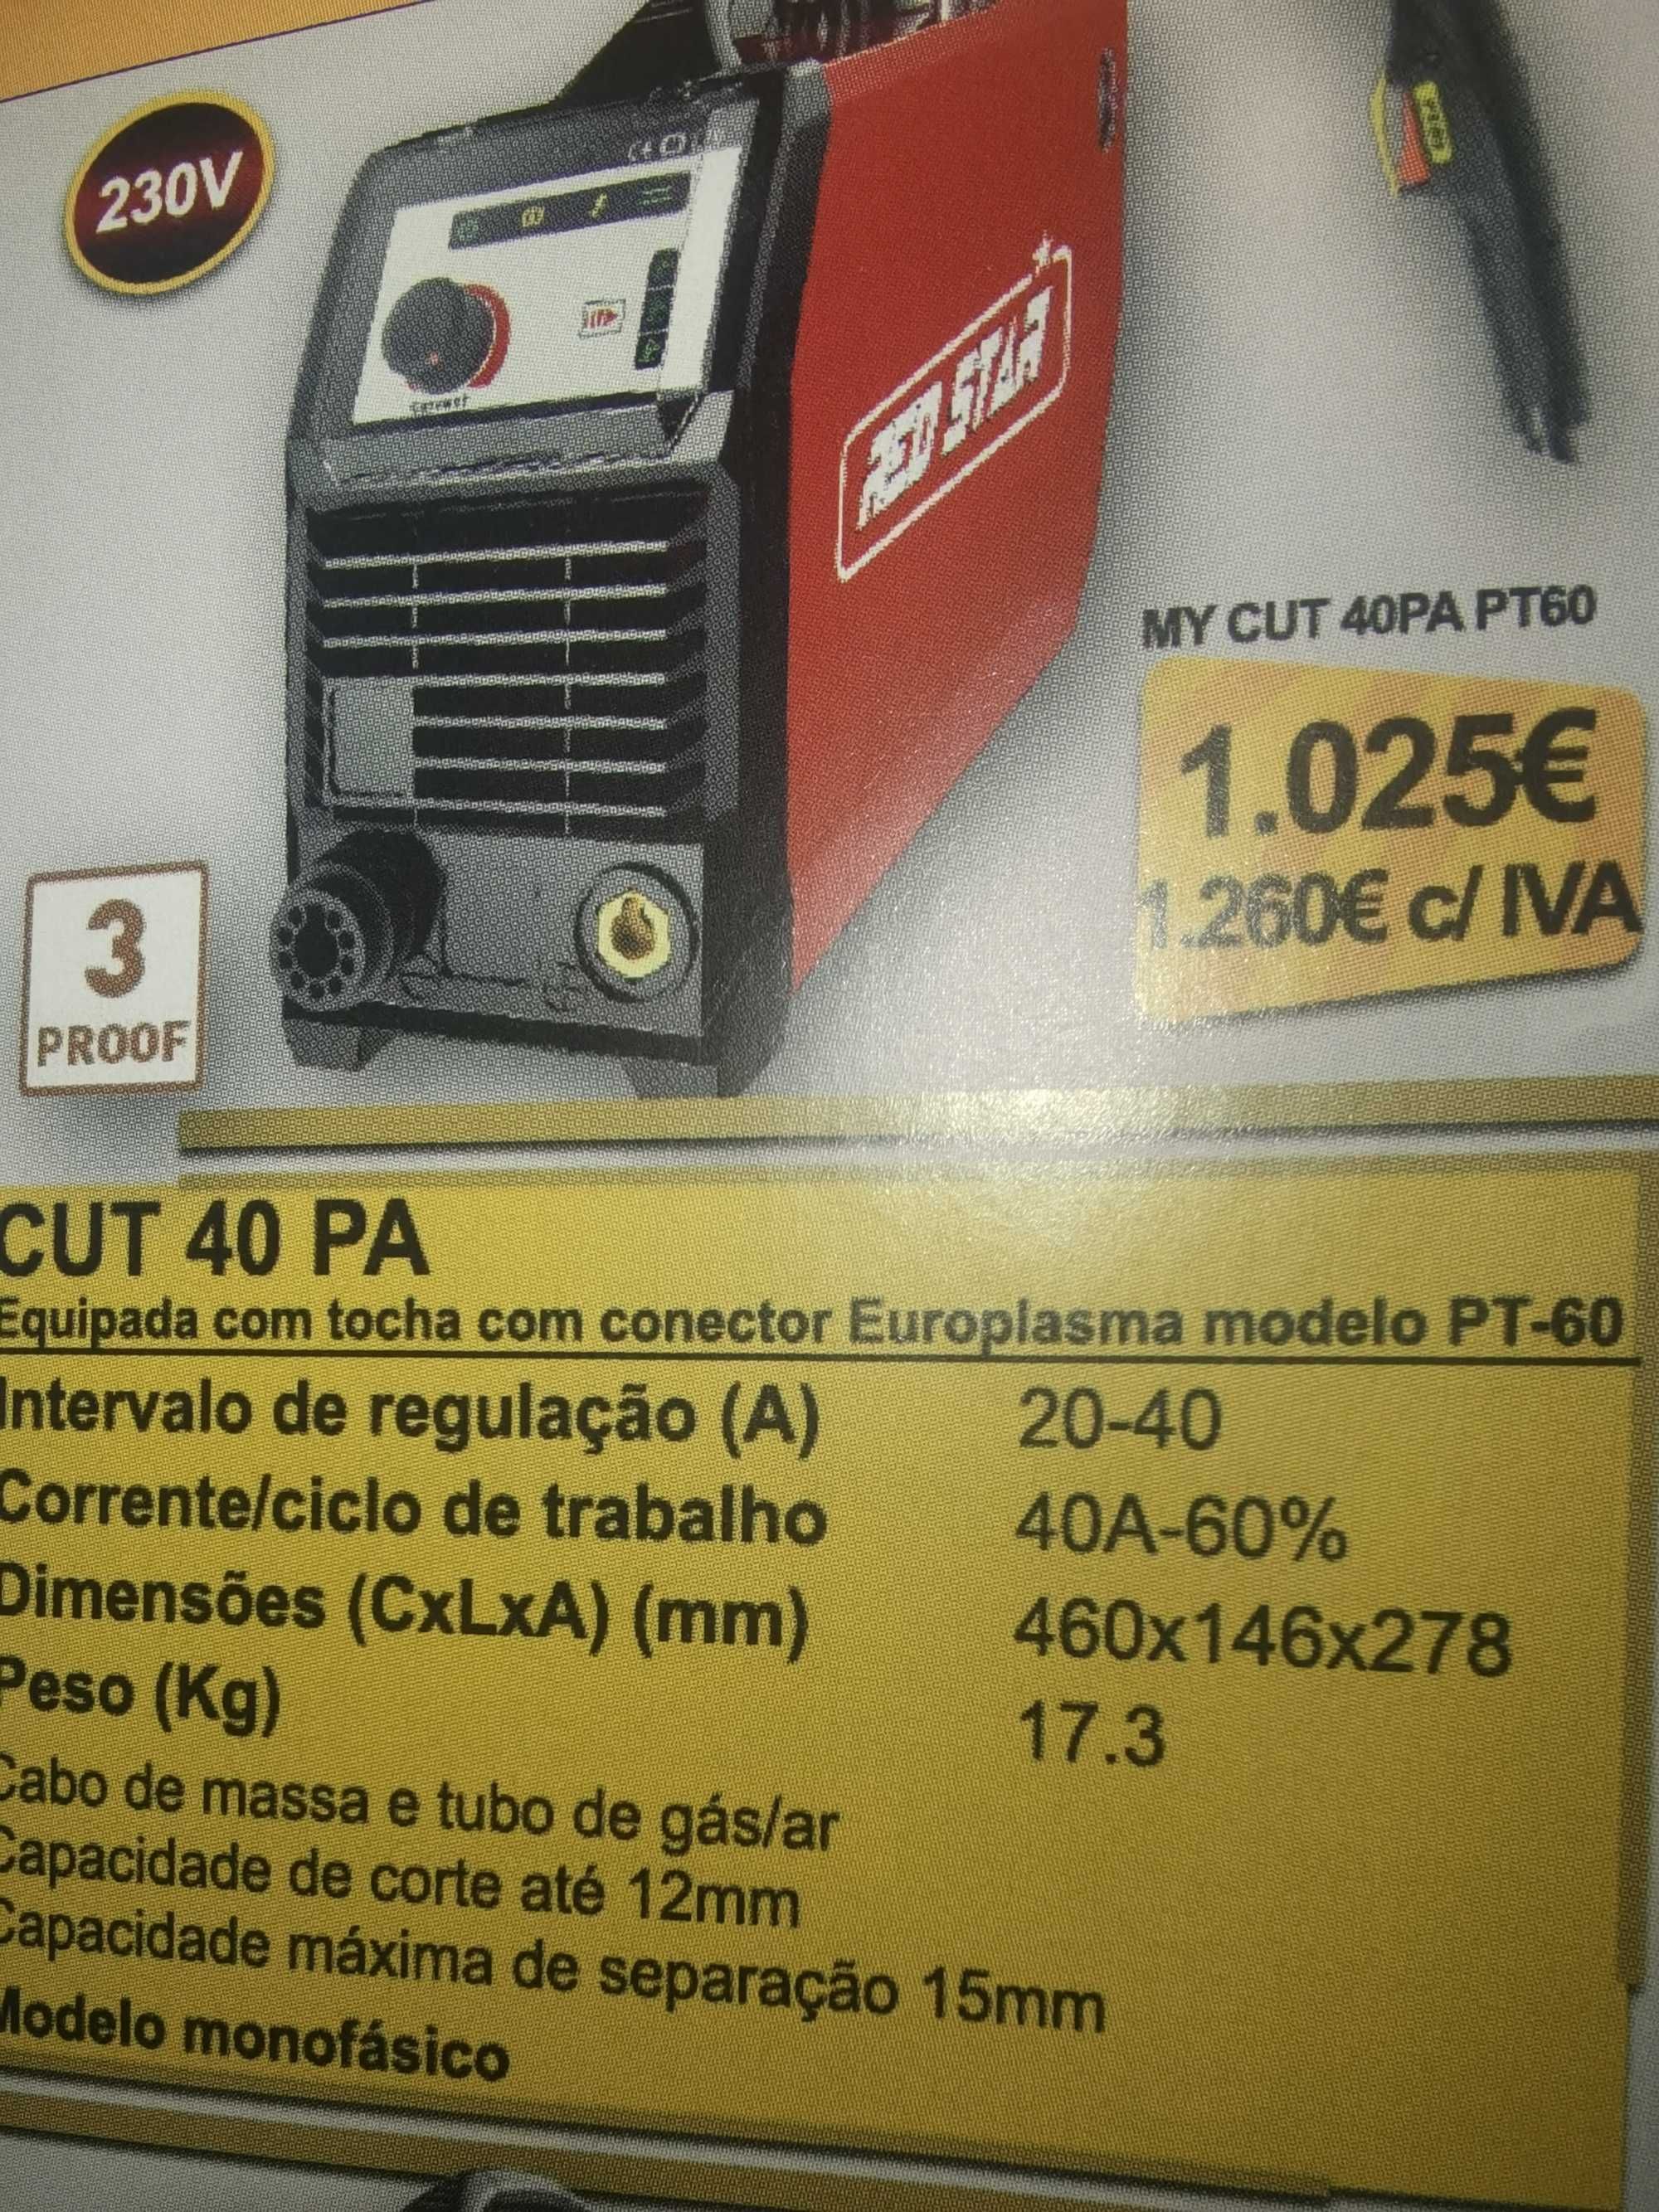 230V
Current
RED STAR
MY CUT 40PA PT60
1.025€
1.260€ c/ IVA
3
PROOF
CUT 40 PA
Equipada com tocha com conector Europlasma modelo PT-60
Intervalo de regulação (A) 20-40
Corrente/ciclo de trabalho 40A-60%
Dimensões (CxLxA) (mm) 460x146x278
Peso (Kg) 17.3
Cabo de massa e tubo de gás/ar
Capacidade de corte até 12mm
Capacidade máxima de separação 15mm
Modelo monofásico